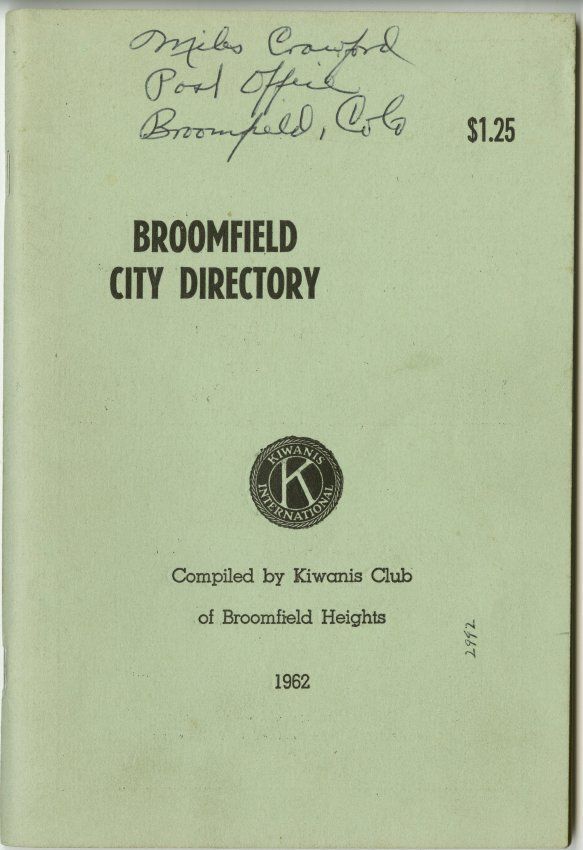 Miles Crawford
Post Office
Broomfield, Colo
$1.25
BROOMFIELD
CITY DIRECTORY
KIWANIS
K
INTERNATIONAL
Compiled by Kiwanis Club
of Broomfield Heights
2992
1962